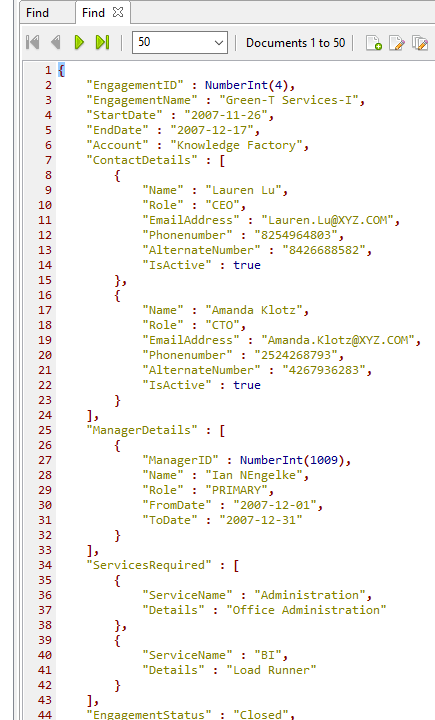 Find
Find
50
Documents 1 to 50
1 {
2 "EngagementID" : NumberInt(4),
3 "EngagementName" : "Green-T Services-I",
4 "StartDate" : "2007-11-26",
5 "EndDate" : "2007-12-17",
6 "Account" : "Knowledge Factory",
7 "ContactDetails" : [
8 {
9 "Name" : "Lauren Lu",
10 "Role" : "CEO",
11 "EmailAddress" : "Lauren.Lu@XYZ.COM",
12 "Phonenumber" : "8254964803",
13 "AlternateNumber" : "8426688582",
14 "IsActive" : true
15 },
16 {
17 "Name" : "Amanda Klotz",
18 "Role" : "CTO",
19 "EmailAddress" : "Amanda.Klotz@XYZ.COM",
20 "Phonenumber" : "2524268793",
21 "AlternateNumber" : "4267936283",
22 "IsActive" : true
23 }
24 ],
25 "ManagerDetails" : [
26 {
27 "ManagerID" : NumberInt(1009),
28 "Name" : "Ian NEngelke",
29 "Role" : "PRIMARY",
30 "FromDate" : "2007-12-01",
31 "ToDate" : "2007-12-31"
32 }
33 ],
34 "ServicesRequired" : [
35 {
36 "ServiceName" : "Administration",
37 "Details" : "Office Administration"
38 },
39 {
40 "ServiceName" : "BI",
41 "Details" : "Load Runner"
42 }
43 ],
44 "EngagementStatus" : "Closed",